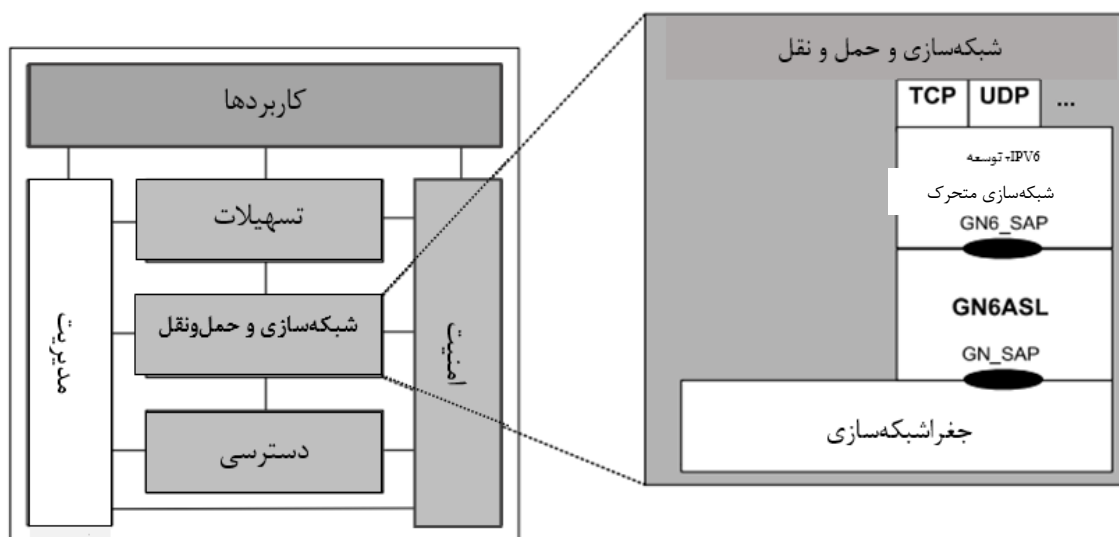 کاربردها
تسهیلات
شبکه‌سازی و حمل‌ونقل
دسترسی
مدیریت
امنیت
شبکه‌سازی و حمل و نقل
TCP UDP ...
IPV6+ توسعه
شبکه‌سازی متحرک
GN6_SAP
GN6ASL
GN_SAP
جغراشبکه‌سازی